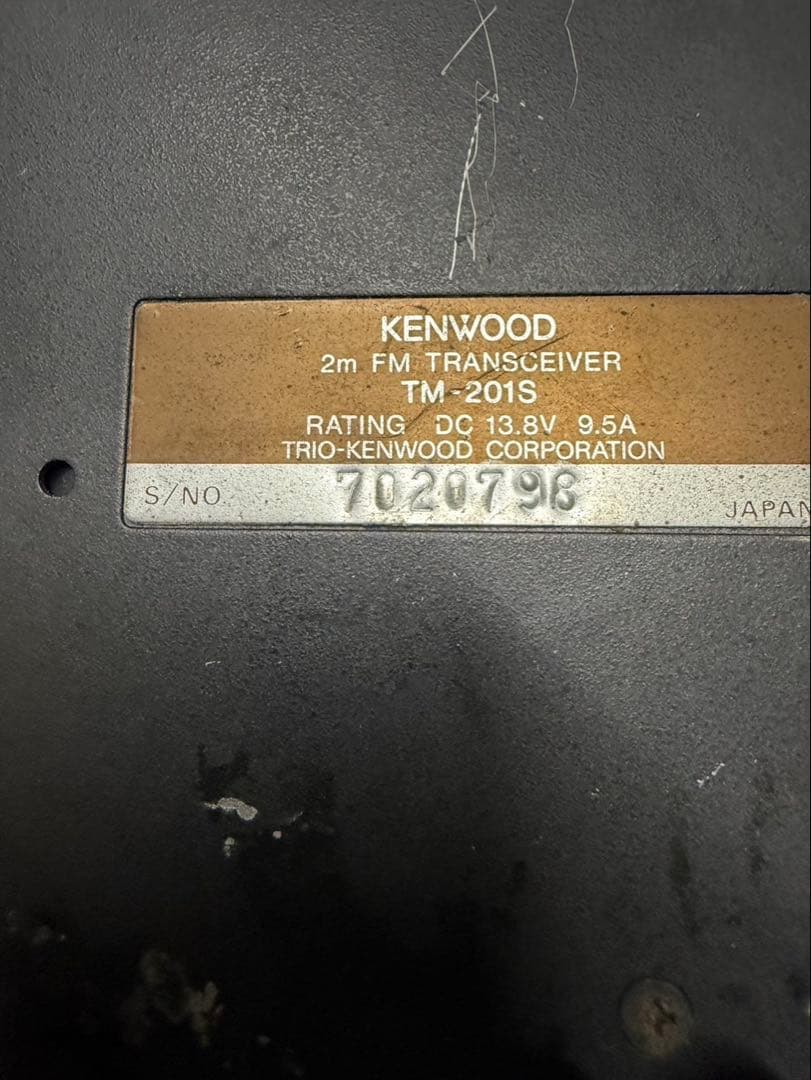 KENWOOD
2m FM TRANSCEIVER
TM-201S
RATING DC 13.8V 9.5A
TRIO-KENWOOD CORPORATION
S/NO 7020798 JAPAN